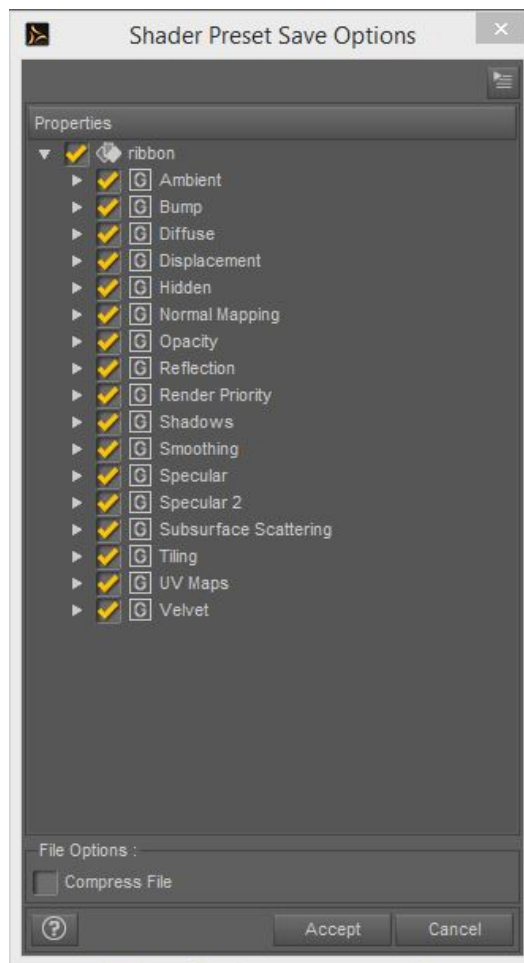 Shader Preset Save Options
Properties
ribbon
G Ambient
G Bump
G Diffuse
G Displacement
G Hidden
G Normal Mapping
G Opacity
G Reflection
G Render Priority
G Shadows
G Smoothing
G Specular
G Specular 2
G Subsurface Scattering
G Tiling
G UV Maps
G Velvet
File Options :
Compress File
? Accept Cancel